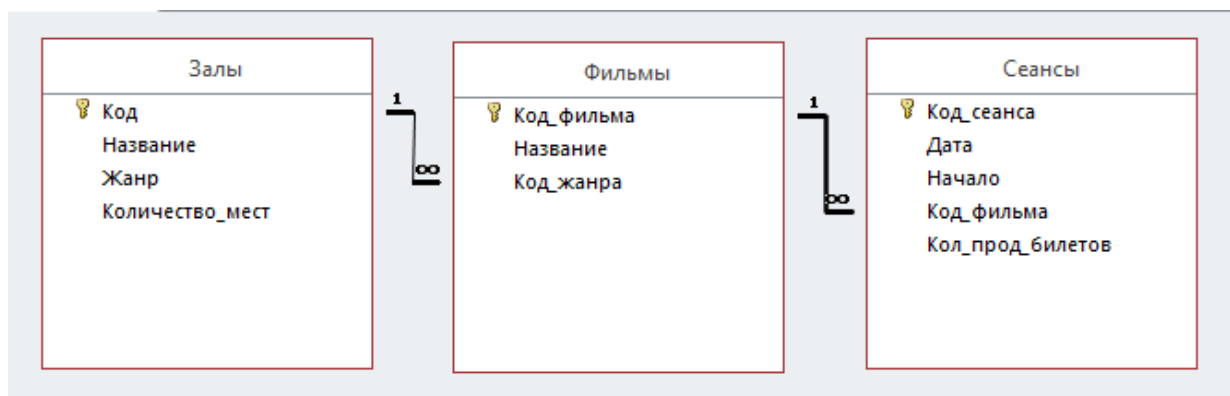 Залы
Код
Название
Жанр
Количество_мест
1
∞
Фильмы
Код_фильма
Название
Код_жанра
1
∞
Сеансы
Код_сеанса
Дата
Начало
Код_фильма
Кол_прод_билетов